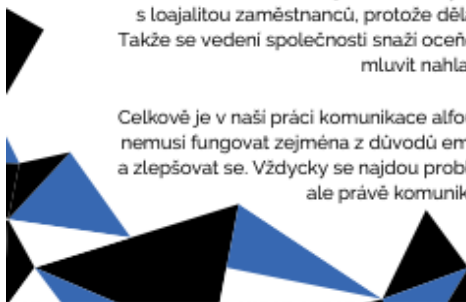 s loajalitou zaměstnanců, protože děl
Takže se vedení společnosti snaží oceň
mluvit nahla
Celkově je v naší práci komunikace alfo
nemusí fungovat zejména z důvodů em
a zlepšovat se. Vždycky se najdou prob
ale právě komunik